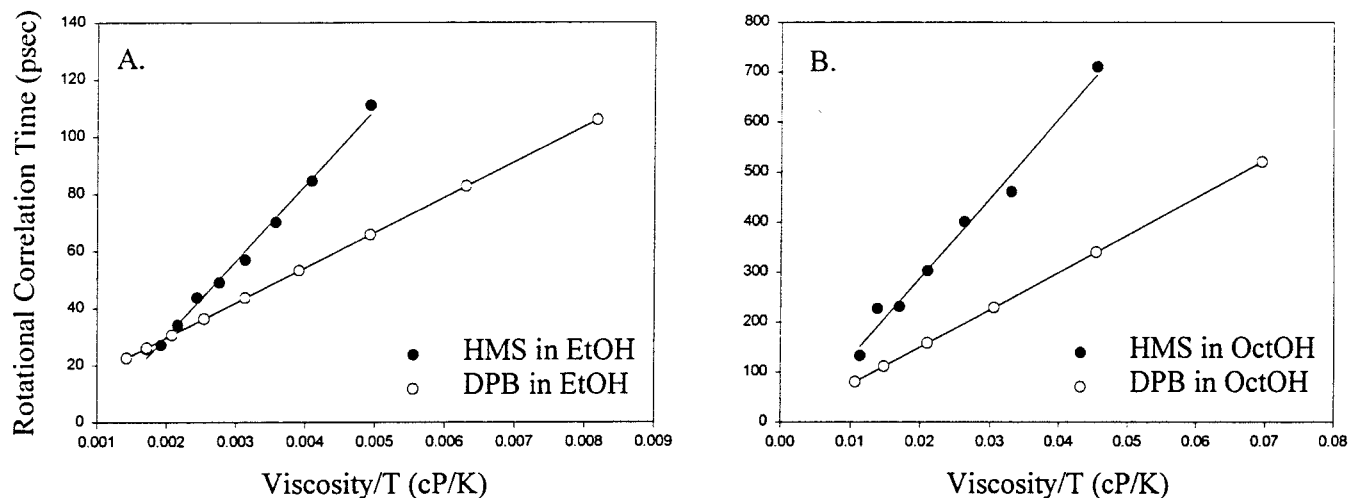 Rotational Correlation Time (psec)
A.
140
120
100
80
60
40
20
0
0.001 0.002 0.003 0.004 0.005 0.006 0.007 0.008 0.009
HMS in EtOH
DPB in EtOH
Viscosity/T (cP/K)
B.
800
700
600
500
400
300
200
100
0
0.00 0.01 0.02 0.03 0.04 0.05 0.06 0.07 0.08
HMS in OctOH
DPB in OctOH
Viscosity/T (cP/K)